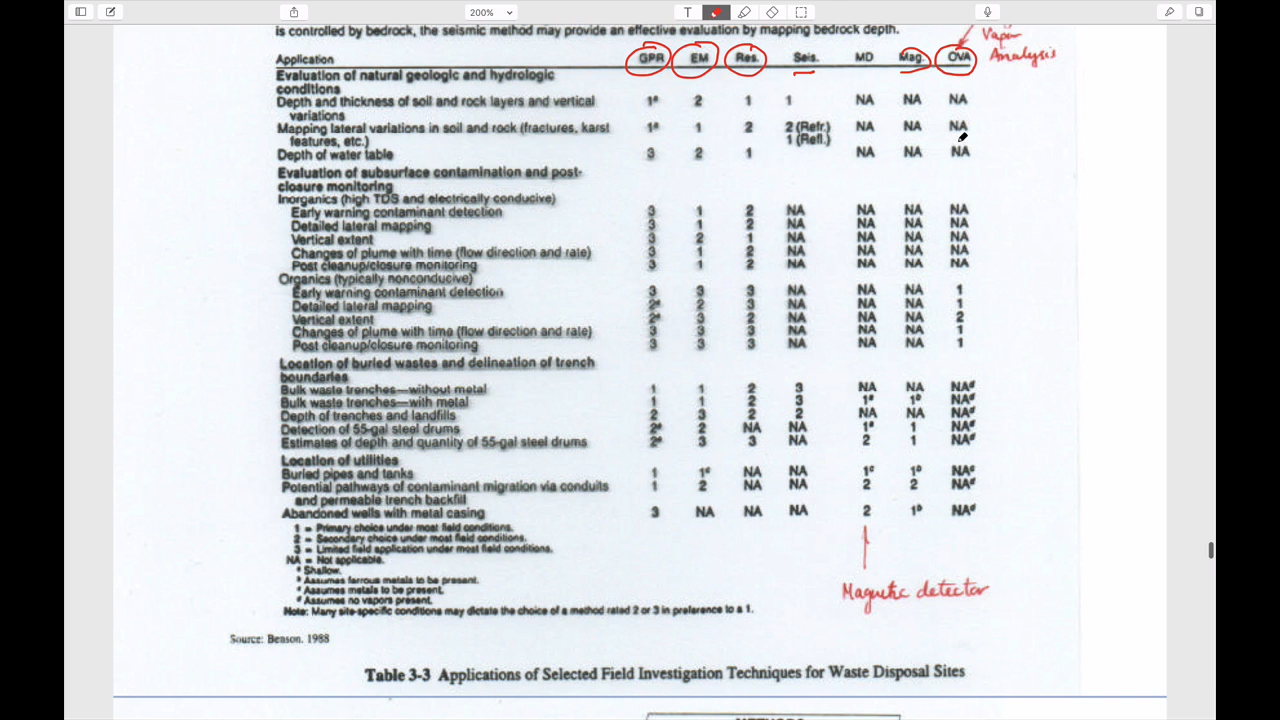 200%
T
is controlled by bedrock, the seismic method may provide an effective evaluation by mapping bedrock depth.
Vapor
Analysis
Application GPR EM Res. Seis. MD Mag. OVA
Evaluation of natural geologic and hydrologic
conditions
Depth and thickness of soil and rock layers and vertical 1ᵃ 2 1 1 NA NA NA
variations
Mapping lateral variations in soil and rock (fractures, karst 1ᵃ 1 2 2 (Refr.) NA NA NA
features, etc.) 1 (Refl.)
Depth of water table 3 2 1 NA NA NA
Evaluation of subsurface contamination and post-
closure monitoring
Inorganics (high TDS and electrically conducive)
Early warning contaminant detection 3 1 2 NA NA NA NA
Detailed lateral mapping 3 1 2 NA NA NA NA
Vertical extent 3 2 1 NA NA NA NA
Changes of plume with time (flow direction and rate) 3 1 2 NA NA NA NA
Post cleanup/closure monitoring 3 1 2 NA NA NA NA
Organics (typically nonconducive)
Early warning contaminant detection 3 3 3 NA NA NA 1
Detailed lateral mapping 2ᵃ 2 2 NA NA NA 1
Vertical extent 2ᵃ 3 2 NA NA NA 2
Changes of plume with time (flow direction and rate) 3 3 3 NA NA NA 1
Post cleanup/closure monitoring 3 3 3 NA NA NA 1
Location of buried wastes and delineation of trench
boundaries
Bulk waste trenches—without metal 1 1 2 3 NA NA NAᵈ
Bulk waste trenches—with metal 1 1 2 3 1ᵃ 1ᵇ NAᵈ
Depth of trenches and landfills 2 3 2 2 NA NA NAᵈ
Detection of 55-gal steel drums 2ᵃ 2 NA NA 1ᵃ 1 NAᵈ
Estimates of depth and quantity of 55-gal steel drums 2ᵃ 3 3 NA 2 1 NAᵈ
Location of utilities
Buried pipes and tanks 1 1ᵈ NA NA 1ᶜ 1ᵇ NAᵈ
Potential pathways of contaminant migration via conduits 1 2 NA NA 2 2 NAᵈ
and permeable trench backfill
Abandoned wells with metal casing 3 NA NA NA 2 1ᵇ NAᵈ
1 = Primary choice under most field conditions.
2 = Secondary choice under most field conditions.
3 = Limited field application under most field conditions.
NA = Not applicable.
ᵃ Shallow.
ᵇ Assumes ferrous metals to be present.
ᶜ Assumes metals to be present.
ᵈ Assumes no vapors present.
Note: Many site-specific conditions may dictate the choice of a method rated 2 or 3 in preference to a 1.
Magnetic detector
Source: Benson. 1988
Table 3-3 Applications of Selected Field Investigation Techniques for Waste Disposal Sites